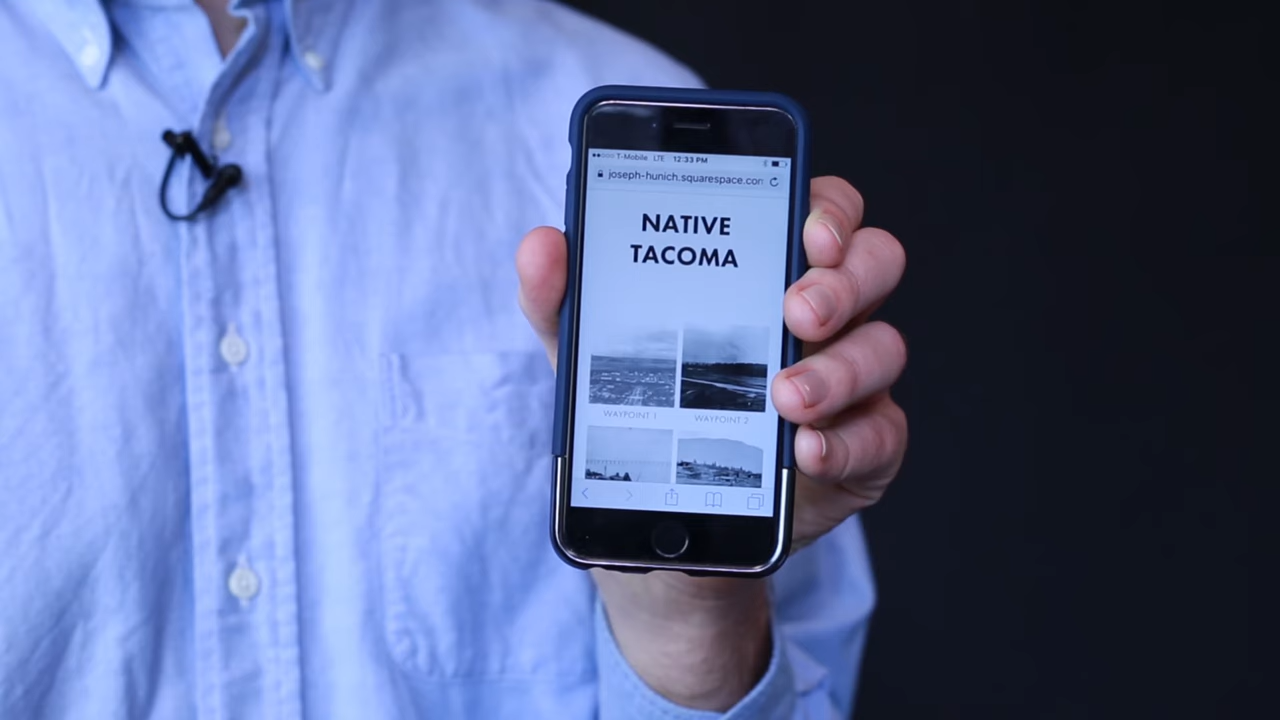 T-Mobile LTE 12:33 PM
joseph-hunich.squarespace.com
NATIVE
TACOMA
WAYPOINT 1 WAYPOINT 2